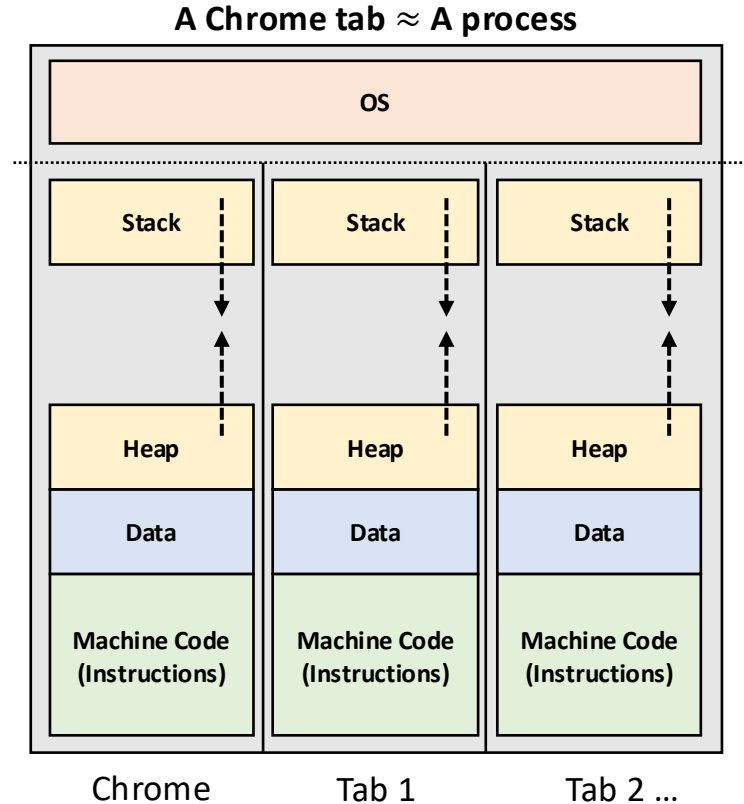 A Chrome tab ≈ A process
OS
Stack
Stack
Stack
Heap
Heap
Heap
Data
Data
Data
Machine Code
(Instructions)
Machine Code
(Instructions)
Machine Code
(Instructions)
Chrome
Tab 1
Tab 2 ...